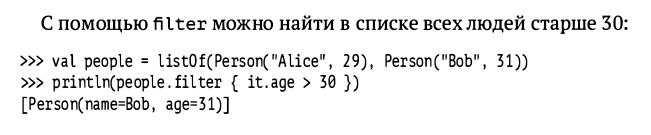 С помощью filter можно найти в списке всех людей старше 30:
>>> val people = listOf(Person("Alice", 29), Person("Bob", 31))
>>> println(people.filter { it.age > 30 })
[Person(name=Bob, age=31)]